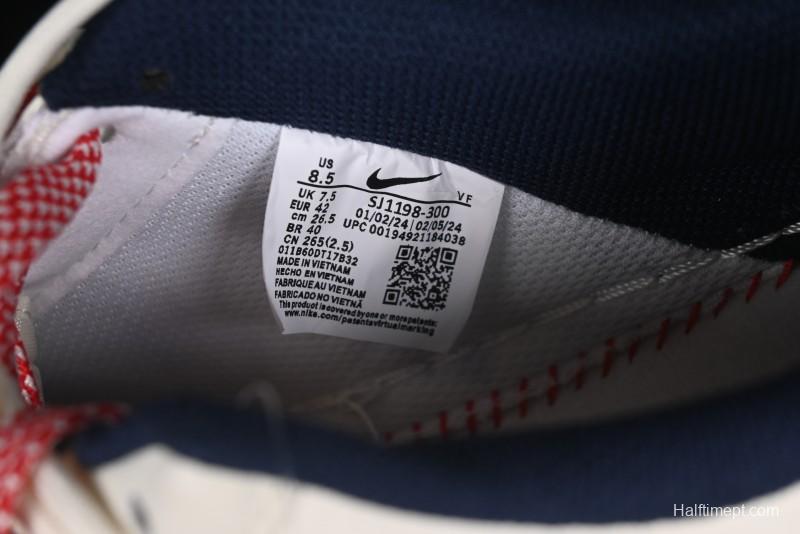 US
8.5
VF
UK 7.5
SJ1198-300
EUR 42
01/02/24 | 02/05/24
cm 26.5
UPC 00194921184038
BR 40
CN 265(2.5)
011B60DT17B32
MADE IN VIETNAM
HECHO EN VIETNAM
FABRIQUE AU VIETNAM
FABRICADO NO VIETNÃ
This product is covered by one or more patents:
www.nike.com/patentsvirtualmarking
Halftimept.com/